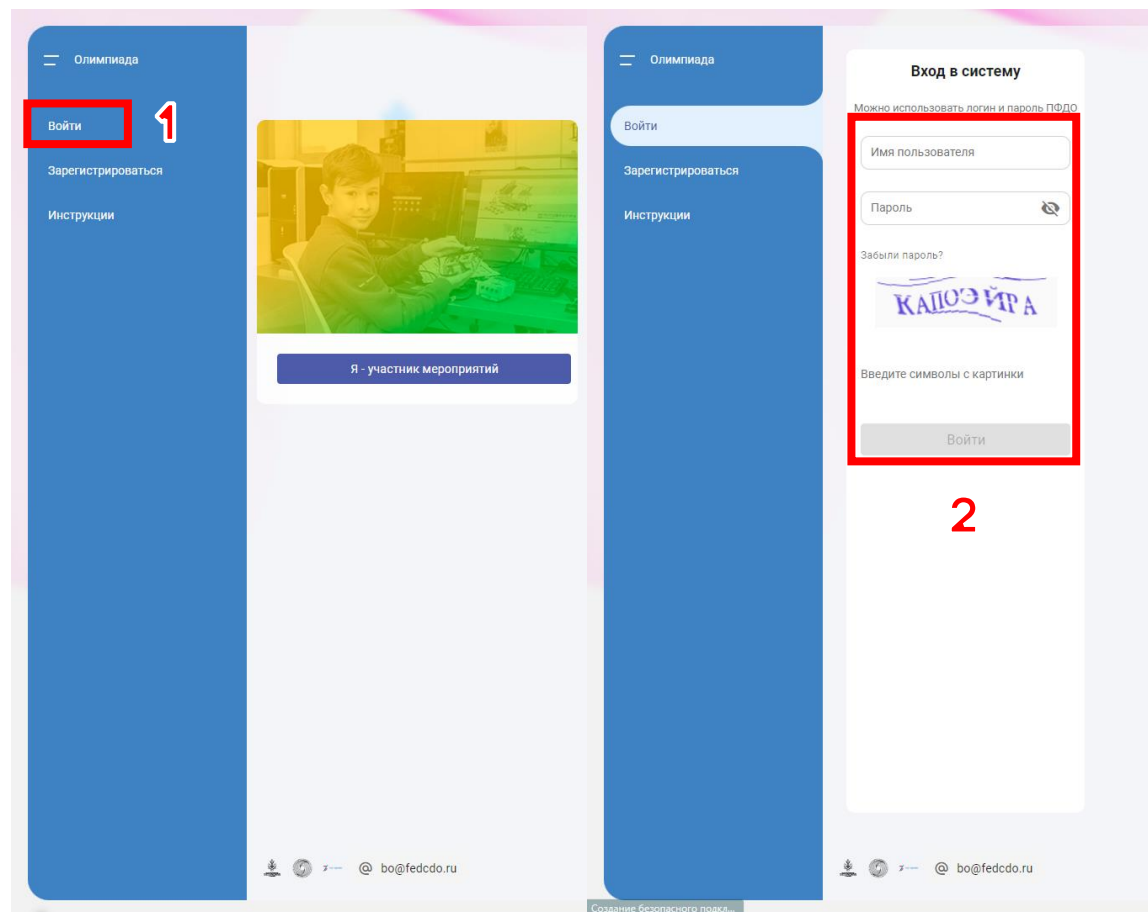 Олимпиада
Войти
1
Зарегистрироваться
Инструкции
Я - участник мероприятий
@ bo@fedcdo.ru
Олимпиада
Войти
Зарегистрироваться
Инструкции
Вход в систему
Можно использовать логин и пароль ПФДО
Имя пользователя
Пароль
Забыли пароль?
КАПОЭЙРА
Введите символы с картинки
Войти
2
@ bo@fedcdo.ru
Создание безопасного подкл...